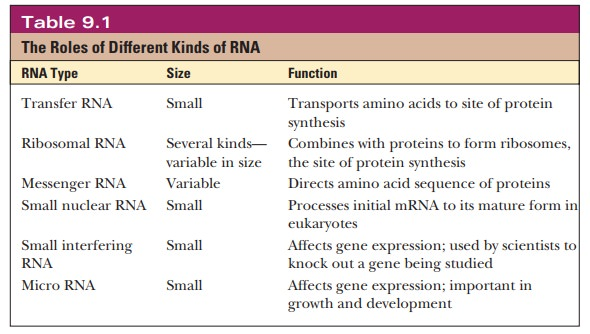 Table 9.1
The Roles of Different Kinds of RNA
RNA Type Size Function
Transfer RNA Small Transports amino acids to site of protein
synthesis
Ribosomal RNA Several kinds— Combines with proteins to form ribosomes,
variable in size the site of protein synthesis
Messenger RNA Variable Directs amino acid sequence of proteins
Small nuclear RNA Small Processes initial mRNA to its mature form in
eukaryotes
Small interfering Small Affects gene expression; used by scientists to
RNA knock out a gene being studied
Micro RNA Small Affects gene expression; important in
growth and development